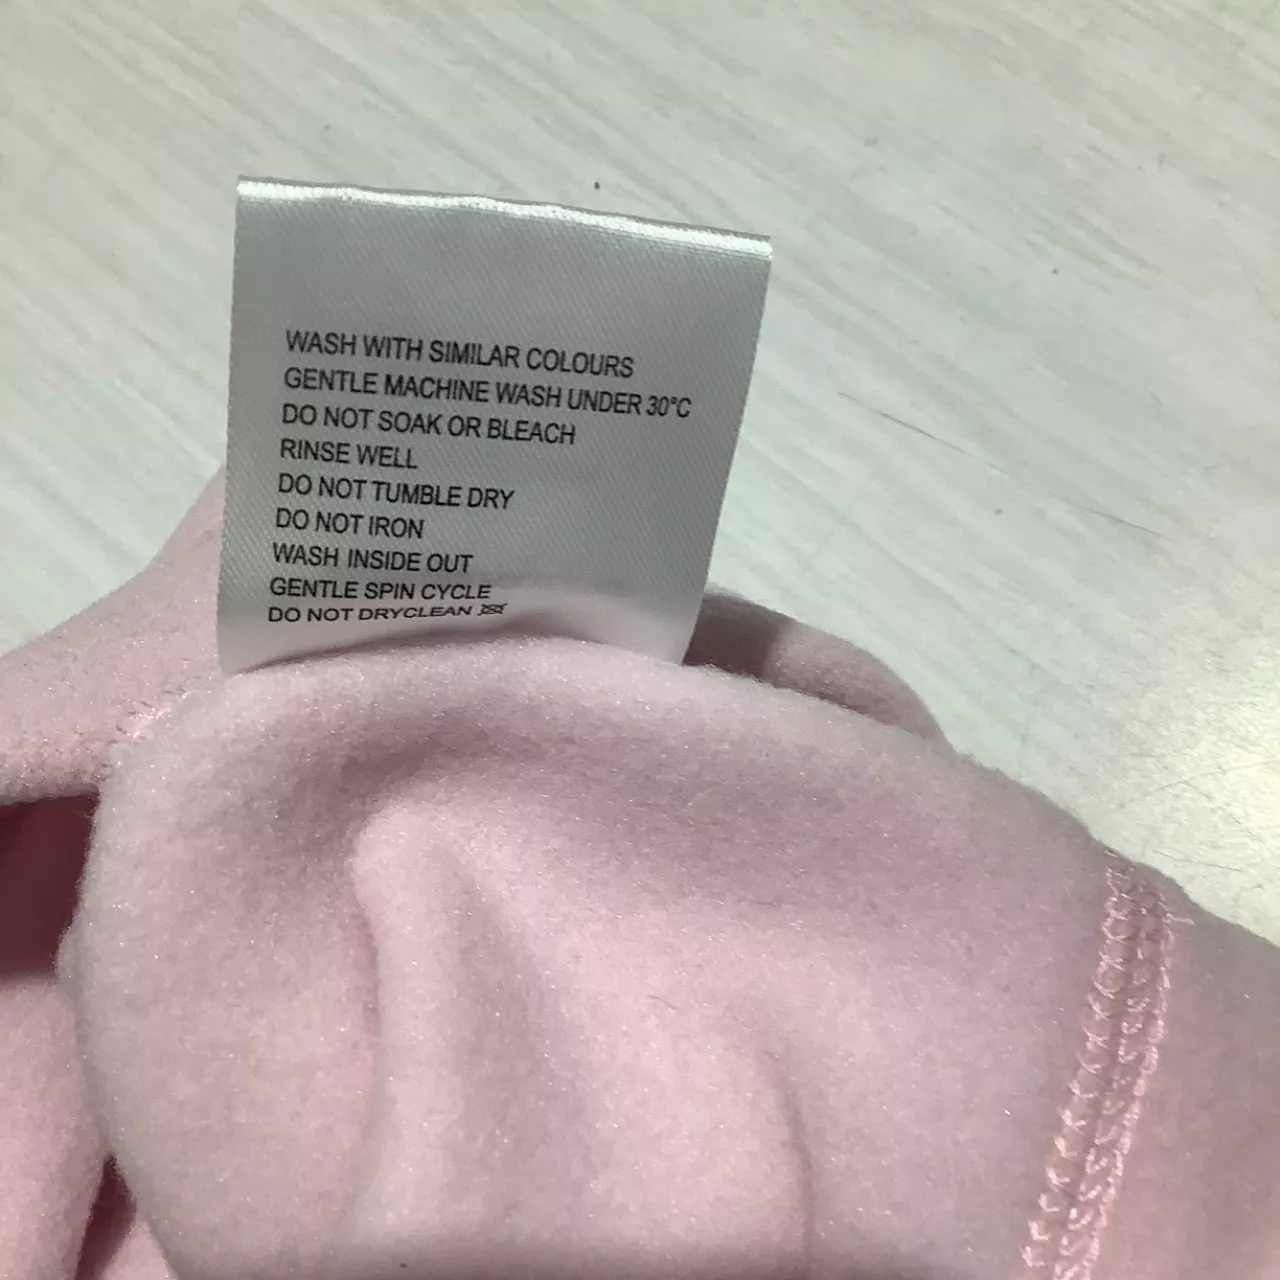 WASH WITH SIMILAR COLOURS
GENTLE MACHINE WASH UNDER 30°C
DO NOT SOAK OR BLEACH
RINSE WELL
DO NOT TUMBLE DRY
DO NOT IRON
WASH INSIDE OUT
GENTLE SPIN CYCLE
DO NOT DRYCLEAN